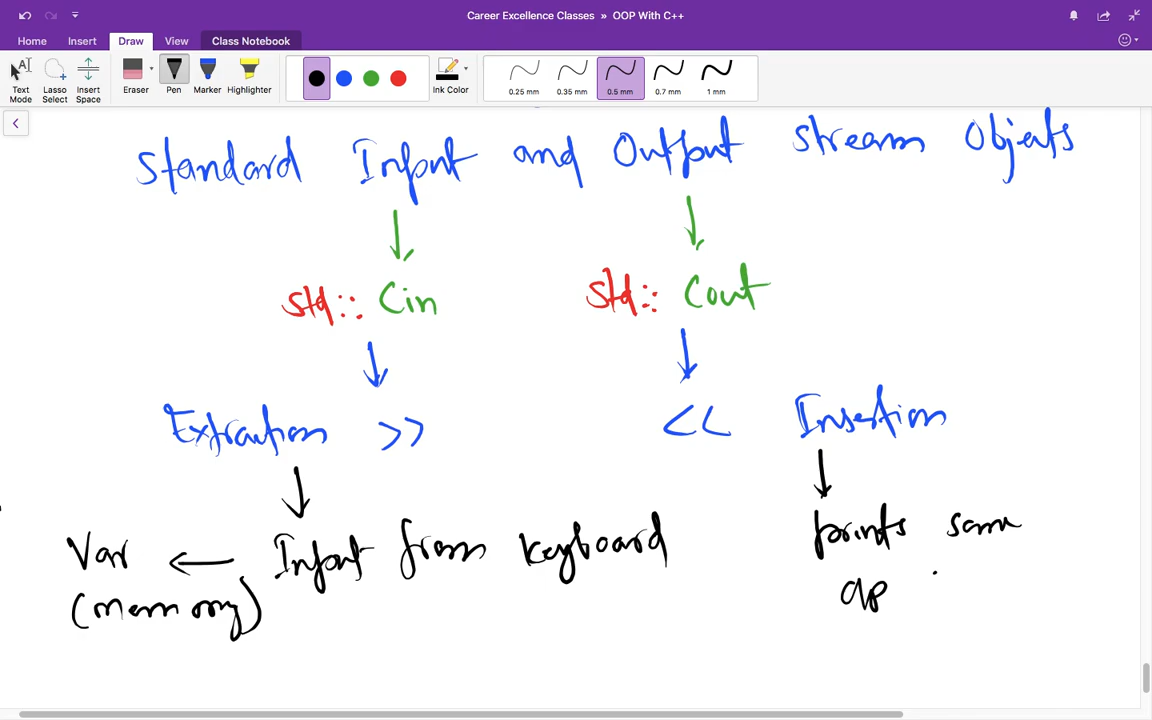 Career Excellence Classes » OOP With C++
Home Insert Draw View Class Notebook
Text Mode Lasso Select Insert Space Eraser Pen Marker Highlighter Ink Color 0.25 mm 0.35 mm 0.5 mm 0.7 mm 1 mm
Standard Input and Output Stream Objects
std:: Cin std:: Cout
Extraction >> << Insertion
Var ← Input from keyboard prints same
(memory) op